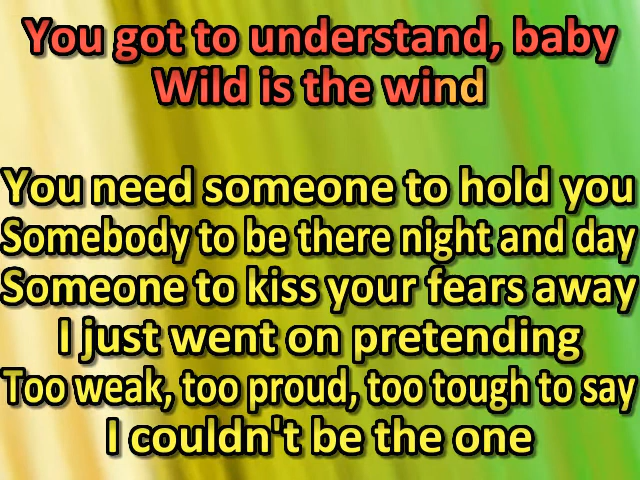 You got to understand, baby
Wild is the wind
You need someone to hold you
Somebody to be there night and day
Someone to kiss your fears away
I just went on pretending
Too weak, too proud, too tough to say
I couldn't be the one